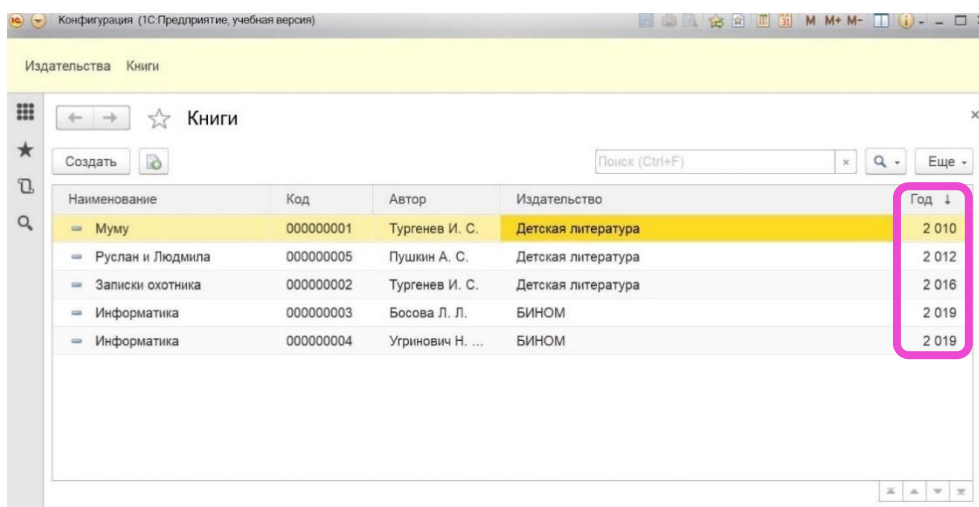 Конфигурация (1С:Предприятие, учебная версия)
M M+ M-
Издательства Книги
Книги
Создать Поиск (Ctrl+F) Еще
Наименование Код Автор Издательство Год ↓
Муму 000000001 Тургенев И. С. Детская литература 2 010
Руслан и Людмила 000000005 Пушкин А. С. Детская литература 2 012
Записки охотника 000000002 Тургенев И. С. Детская литература 2 016
Информатика 000000003 Босова Л. Л. БИНОМ 2 019
Информатика 000000004 Угринович Н. ... БИНОМ 2 019